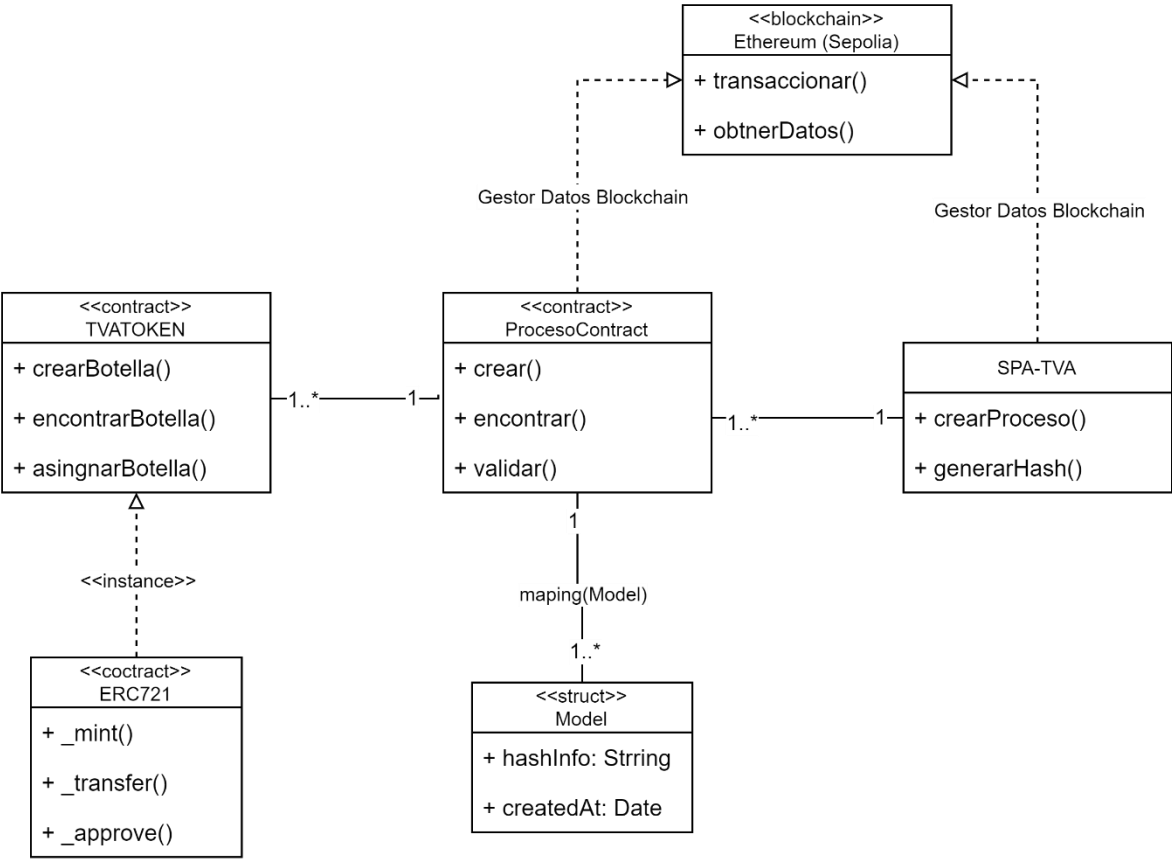 <<blockchain>>
Ethereum (Sepolia)
+ transaccionar()
+ obtnerDatos()
Gestor Datos Blockchain
Gestor Datos Blockchain
<<contract>>
TVATOKEN
+ crearBotella()
+ encontrarBotella()
+ asingnarBotella()
1..*
1
<<contract>>
ProcesoContract
+ crear()
+ encontrar()
+ validar()
1..*
1
SPA-TVA
+ crearProceso()
+ generarHash()
<<instance>>
1
maping(Model)
1..*
<<coctract>>
ERC721
+ _mint()
+ _transfer()
+ _approve()
<<struct>>
Model
+ hashInfo: Strring
+ createdAt: Date